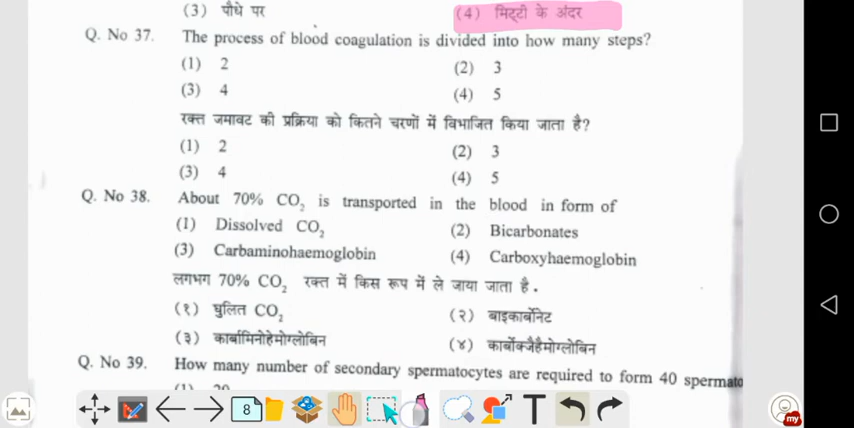 (3) पौधे पर (4) मिट्टी के अंदर
Q. No 37. The process of blood coagulation is divided into how many steps?
(1) 2 (2) 3
(3) 4 (4) 5
रक्त जमावट की प्रक्रिया को कितने चरणों में विभाजित किया जाता है?
(1) 2 (2) 3
(3) 4 (4) 5
Q. No 38. About 70% CO₂ is transported in the blood in form of
(1) Dissolved CO₂ (2) Bicarbonates
(3) Carbaminohaemoglobin (4) Carboxyhaemoglobin
लगभग 70% CO₂ रक्त में किस रूप में ले जाया जाता है.
(१) घुलित CO₂ (२) बाइकार्बोनेट
(३) कार्बामिनोहेमोग्लोबिन (४) कार्बोक्जैहैमोग्लोबिन
Q. No 39. How many number of secondary spermatocytes are required to form 40 spermato
8
T
my